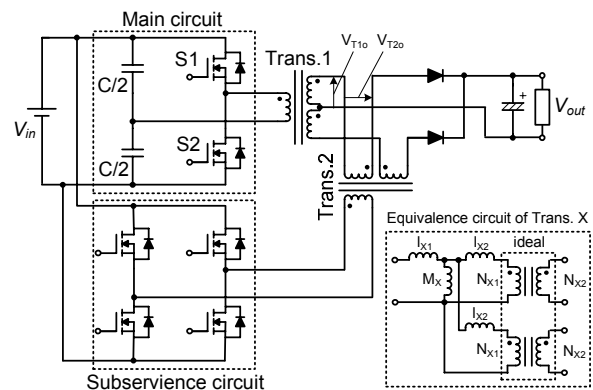 Main circuit
S1
C/2
Trans.1
V_T1o
V_T2o
V_in
S2
C/2
+
V_out
Trans.2
Equivalence circuit of Trans. X
l_X1
l_X2
ideal
M_X
N_X1
N_X2
l_X2
N_X1
N_X2
Subservience circuit